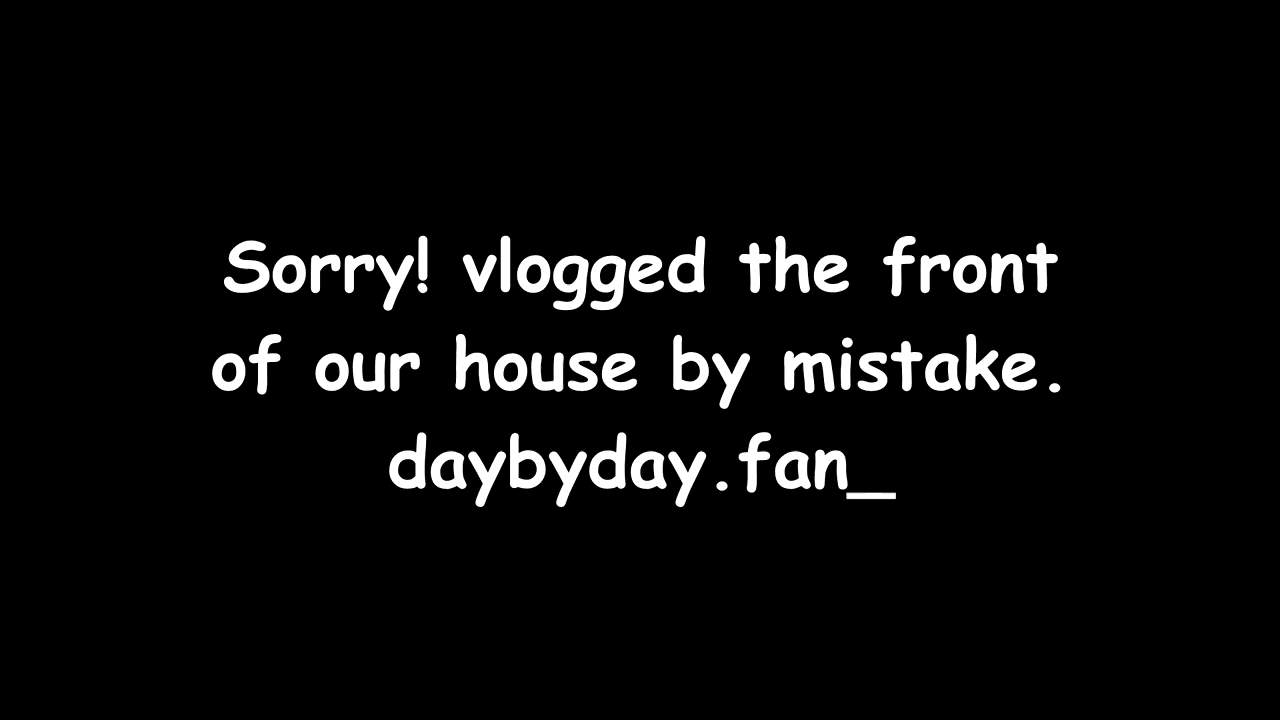 Sorry! vlogged the front
of our house by mistake.
daybyday.fan_